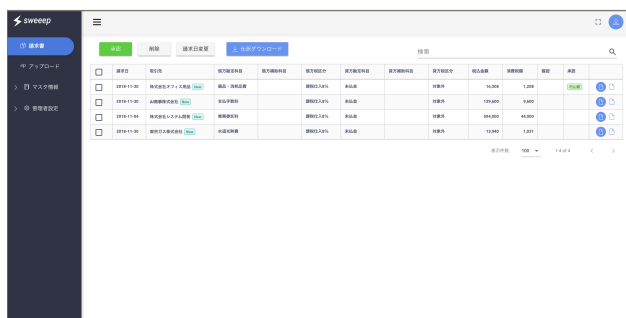 sweeep
請求書
アップロード
マスタ情報
管理者設定
承認 削除 請求日変更 仕訳ダウンロード
検索
請求日 取引先 借方勘定科目 借方補助科目 借方税区分 貸方勘定科目 貸方補助科目 貸方税区分 税込金額 消費税額 確認 承認
2018-11-30 株式会社オフィス用品 New 備品・消耗品費 課税仕入8% 未払金 対象外 16,308 1,208
2018-11-30 AI商事株式会社 New 支払手数料 課税仕入8% 未払金 対象外 129,600 9,600
2018-11-04 株式会社システム開発 New 業務委託料 課税仕入8% 未払金 対象外 594,000 44,000
2018-11-30 東京ガス株式会社 New 水道光熱費 課税仕入8% 未払金 対象外 13,940 1,031
表示件数 100 1-4 of 4